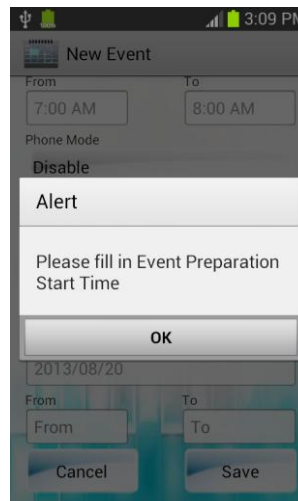 100%
3:09 PM
New Event
From To
7:00 AM 8:00 AM
Phone Mode
Disable
Alert
Please fill in Event Preparation
Start Time
OK
2013/08/20
From To
From To
Cancel Save